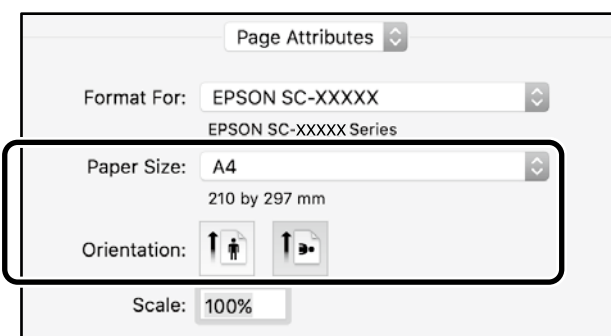 Page Attributes
Format For: EPSON SC-XXXXX
EPSON SC-XXXXX Series
Paper Size: A4
210 by 297 mm
Orientation:
Scale: 100%